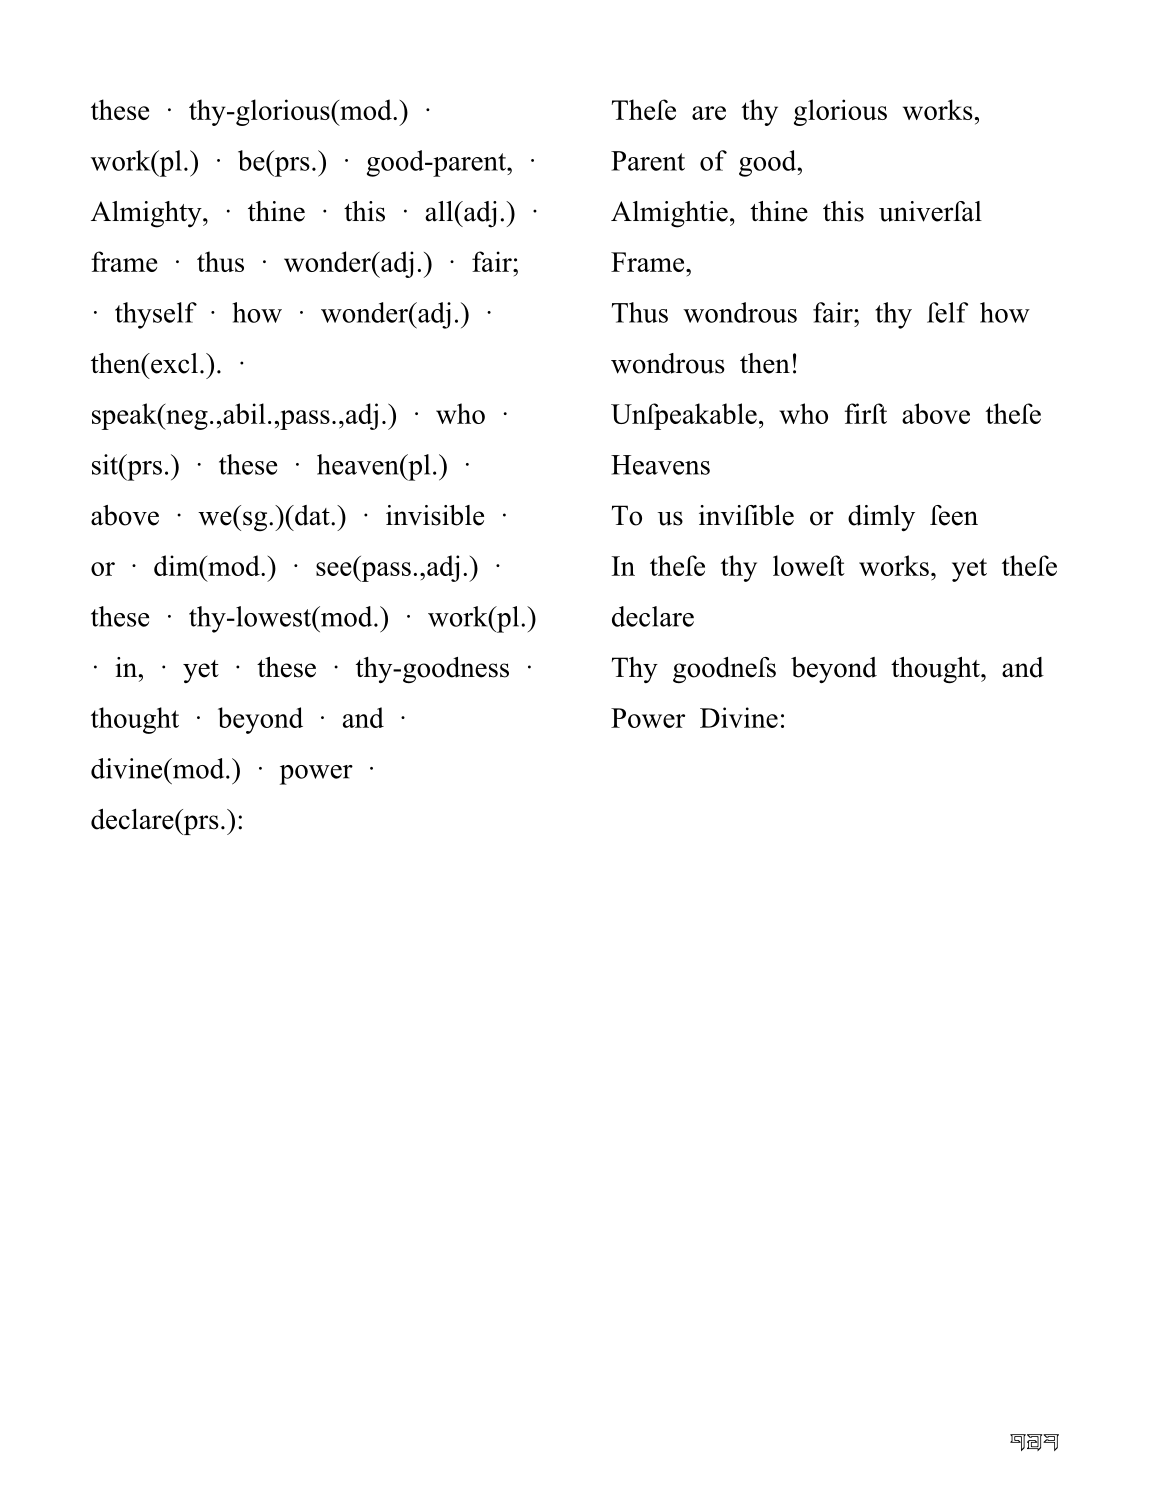 these · thy-glorious(mod.) ·
work(pl.) · be(prs.) · good-parent, ·
Almighty, · thine · this · all(adj.) ·
frame · thus · wonder(adj.) · fair;
· thyself · how · wonder(adj.) ·
then(excl.). ·
speak(neg.,abil.,pass.,adj.) · who ·
sit(prs.) · these · heaven(pl.) ·
above · we(sg.)(dat.) · invisible ·
or · dim(mod.) · see(pass.,adj.) ·
these · thy-lowest(mod.) · work(pl.)
· in, · yet · these · thy-goodness ·
thought · beyond · and ·
divine(mod.) · power ·
declare(prs.):
Theſe are thy glorious works,
Parent of good,
Almightie, thine this univerſal
Frame,
Thus wondrous fair; thy ſelf how
wondrous then!
Unſpeakable, who firſt above theſe
Heavens
To us inviſible or dimly ſeen
In theſe thy loweſt works, yet theſe
declare
Thy goodneſs beyond thought, and
Power Divine: